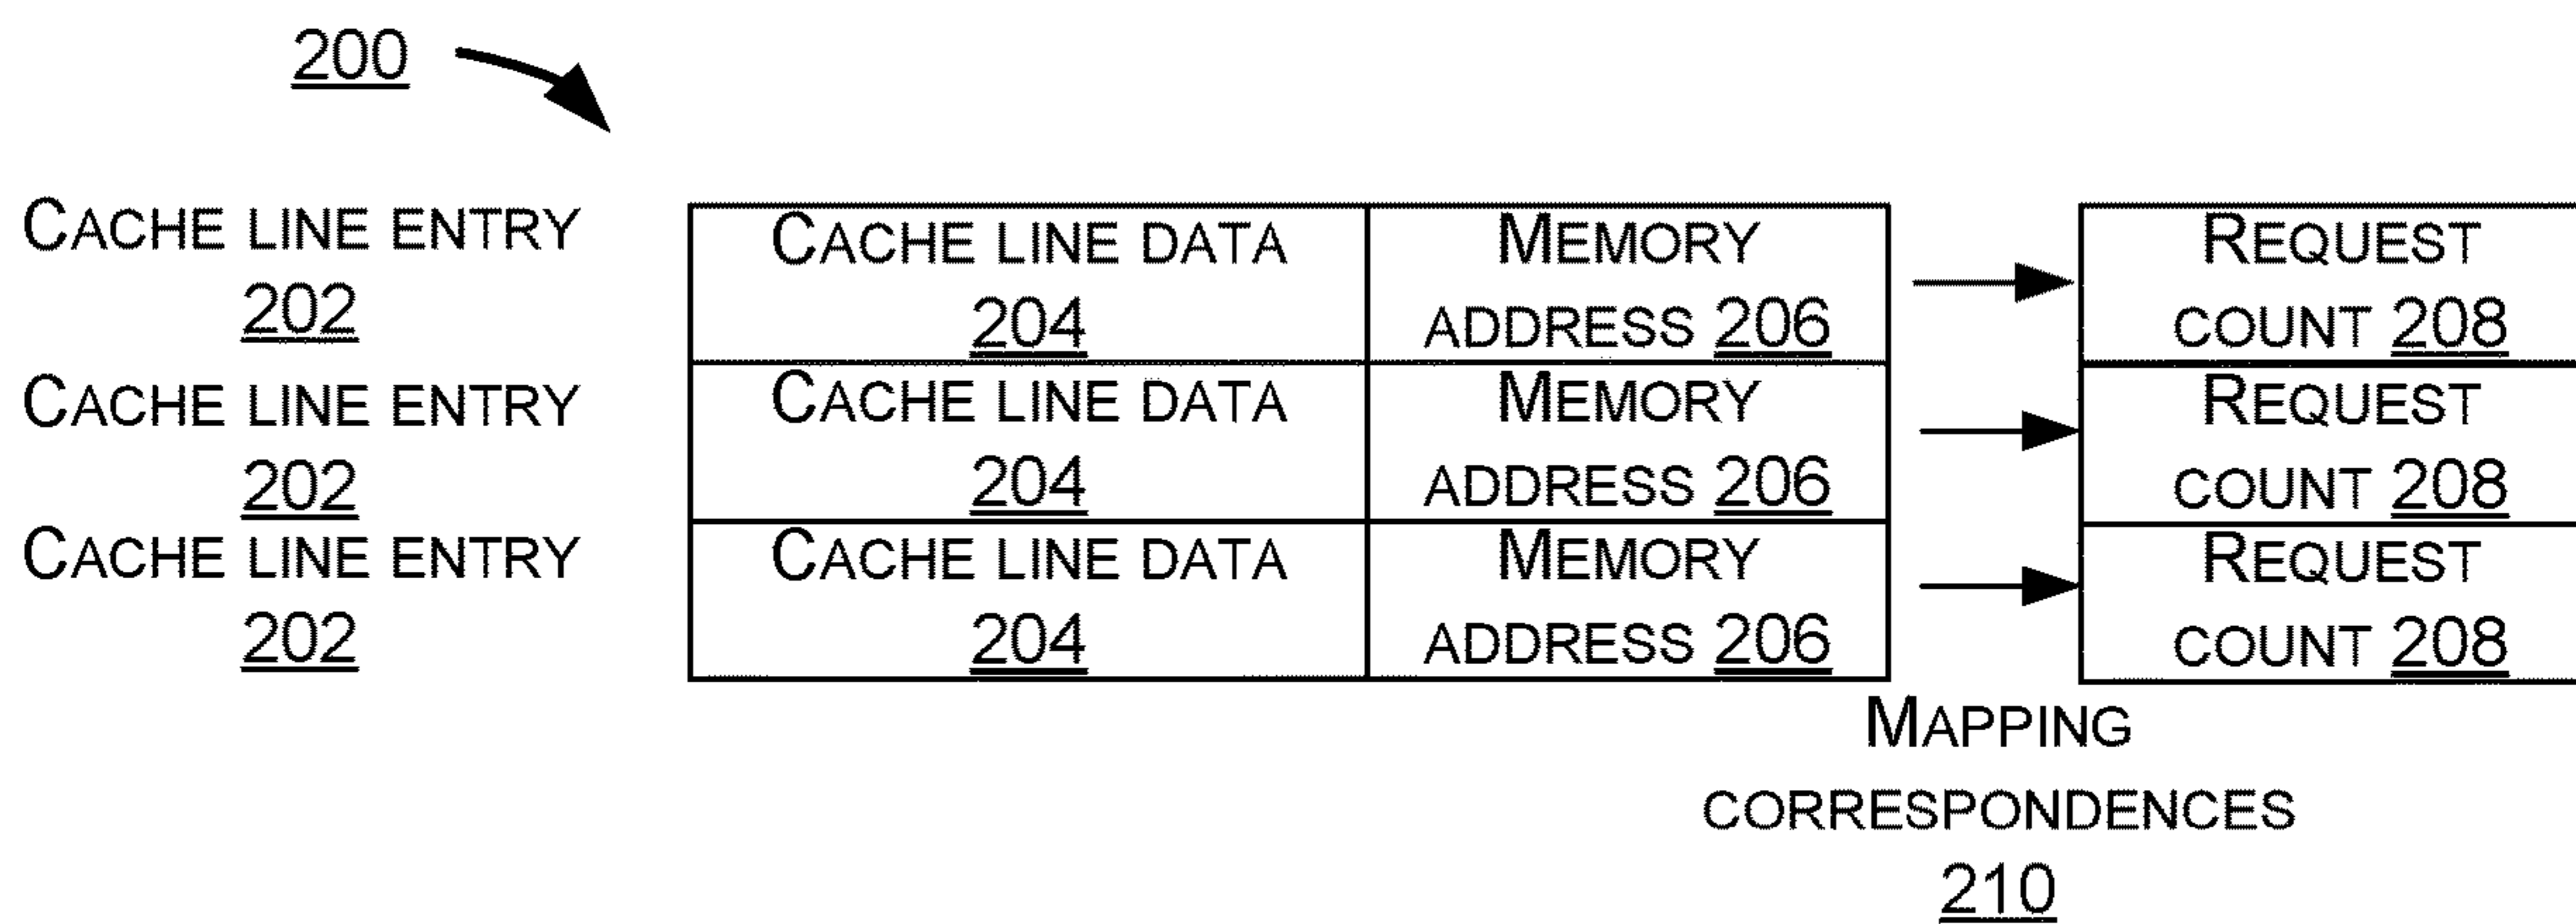 200
CACHE LINE ENTRY CACHE LINE DATA MEMORY REQUEST
202 204 ADDRESS 206 COUNT 208
CACHE LINE ENTRY CACHE LINE DATA MEMORY REQUEST
202 204 ADDRESS 206 COUNT 208
CACHE LINE ENTRY CACHE LINE DATA MEMORY REQUEST
202 204 ADDRESS 206 COUNT 208
MAPPING
CORRESPONDENCES
210